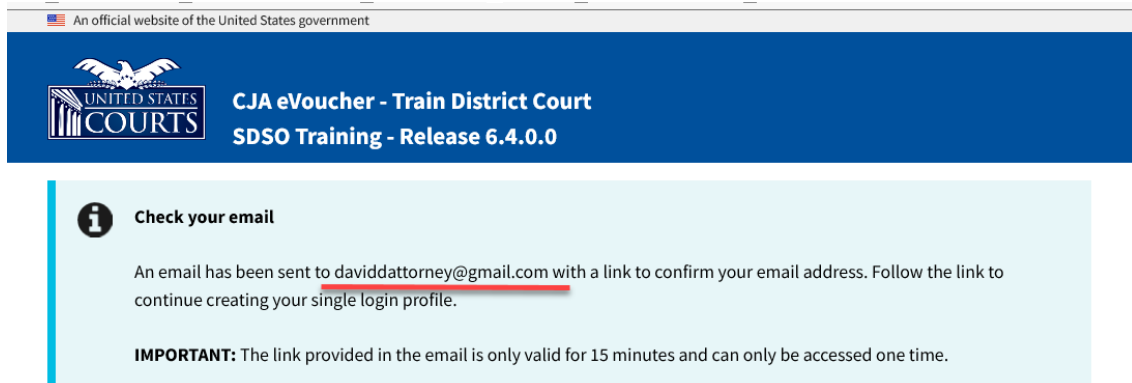 An official website of the United States government
UNITED STATES
COURTS
CJA eVoucher - Train District Court
SDSO Training - Release 6.4.0.0
Check your email
An email has been sent to daviddattorney@gmail.com with a link to confirm your email address. Follow the link to
continue creating your single login profile.
IMPORTANT: The link provided in the email is only valid for 15 minutes and can only be accessed one time.